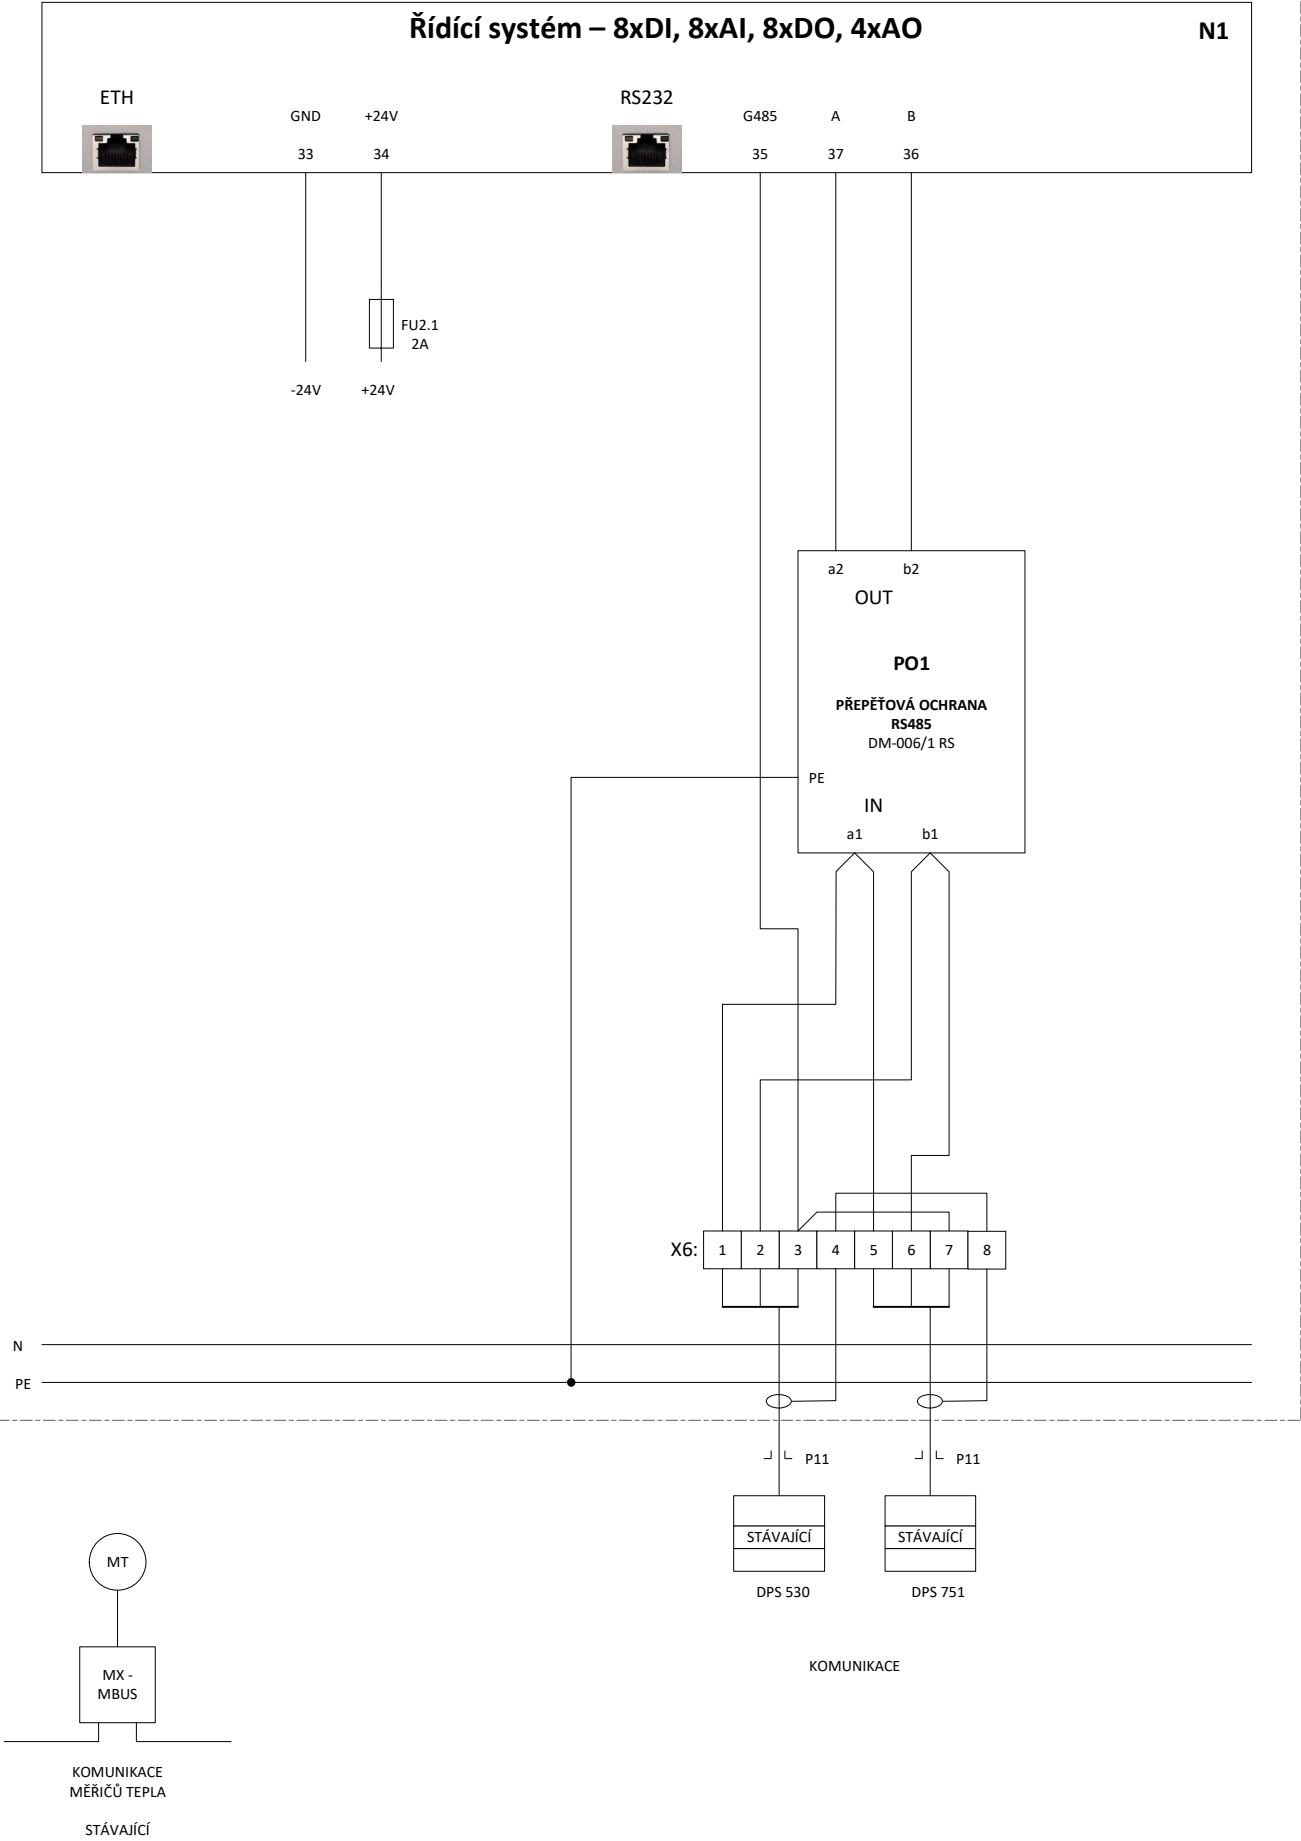 Řídící systém – 8xDI, 8xAI, 8xDO, 4xAO
N1
ETH
RS232
GND
+24V
G485
A
B
33
34
35
37
36
FU2.1
2A
-24V
+24V
a2
b2
OUT
PO1
PŘEPĚŤOVÁ OCHRANA
RS485
DM-006/1 RS
PE
IN
a1
b1
X6:
1
2
3
4
5
6
7
8
N
PE
P11
P11
STÁVAJÍCÍ
STÁVAJÍCÍ
DPS 530
DPS 751
KOMUNIKACE
MT
MX -
MBUS
KOMUNIKACE
MĚŘIČŮ TEPLA
STÁVAJÍCÍ